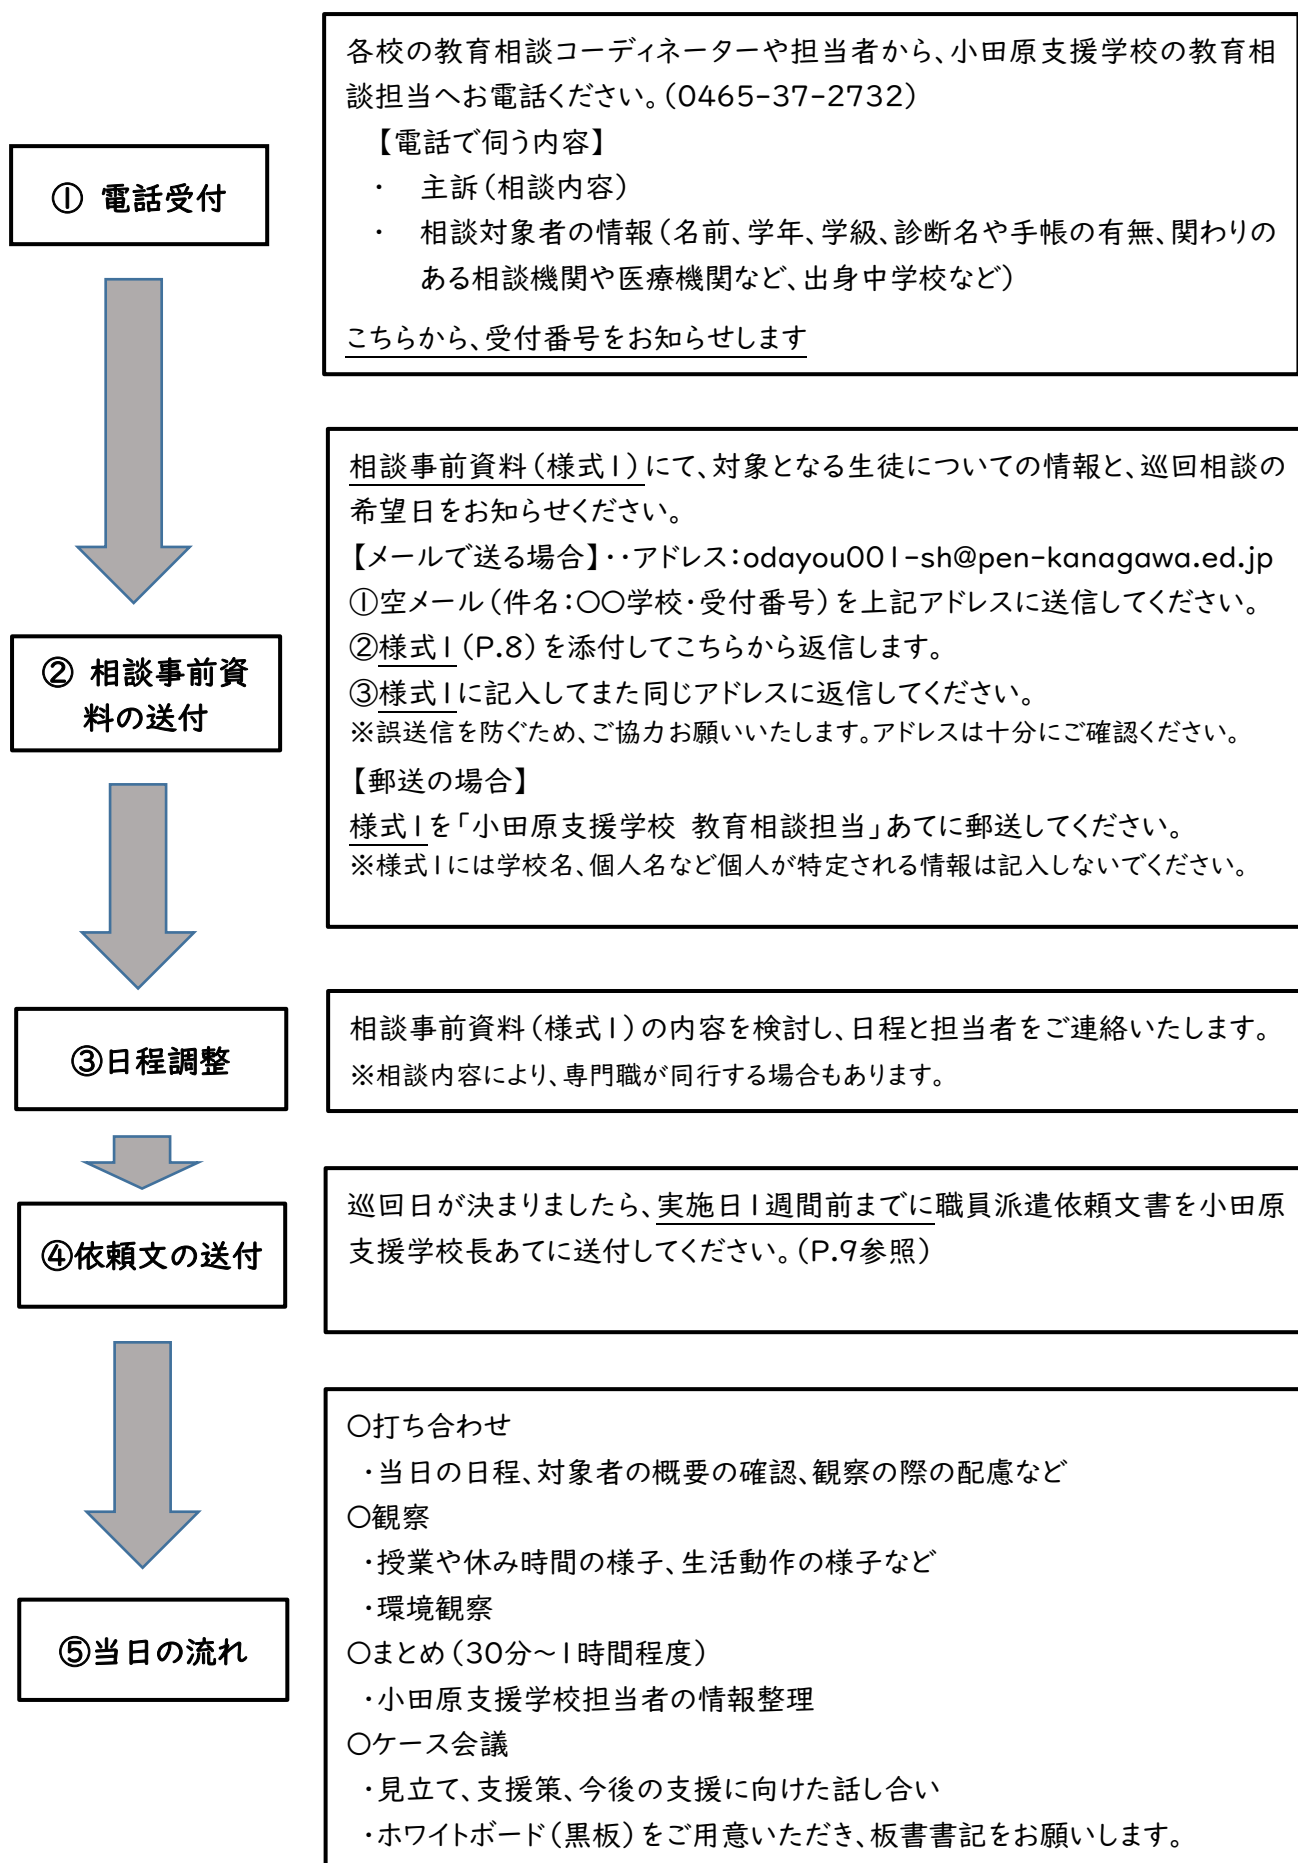 各校の教育相談コーディネーターや担当者から、小田原支援学校の教育相
談担当へお電話ください。(0465-37-2732)
【電話で伺う内容】
・ 主訴(相談内容)
・ 相談対象者の情報(名前、学年、学級、診断名や手帳の有無、関わりの
ある相談機関や医療機関など、出身中学校など)
こちらから、受付番号をお知らせします
① 電話受付
相談事前資料(様式1)にて、対象となる生徒についての情報と、巡回相談の
希望日をお知らせください。
【メールで送る場合】・・アドレス:odayou001-sh@pen-kanagawa.ed.jp
①空メール(件名:〇〇学校・受付番号)を上記アドレスに送信してください。
②様式1(P.8)を添付してこちらから返信します。
③様式1に記入してまた同じアドレスに返信してください。
※誤送信を防ぐため、ご協力お願いいたします。アドレスは十分にご確認ください。
【郵送の場合】
様式1を「小田原支援学校 教育相談担当」あてに郵送してください。
※様式1には学校名、個人名など個人が特定される情報は記入しないでください。
② 相談事前資
料の送付
相談事前資料(様式1)の内容を検討し、日程と担当者をご連絡いたします。
※相談内容により、専門職が同行する場合もあります。
③日程調整
巡回日が決まりましたら、実施日1週間前までに職員派遣依頼文書を小田原
支援学校長あてに送付してください。(P.9参照)
④依頼文の送付
〇打ち合わせ
・当日の日程、対象者の概要の確認、観察の際の配慮など
〇観察
・授業や休み時間の様子、生活動作の様子など
・環境観察
〇まとめ(30分~1時間程度)
・小田原支援学校担当者の情報整理
〇ケース会議
・見立て、支援策、今後の支援に向けた話し合い
・ホワイトボード(黒板)をご用意いただき、板書書記をお願いします。
⑤当日の流れ